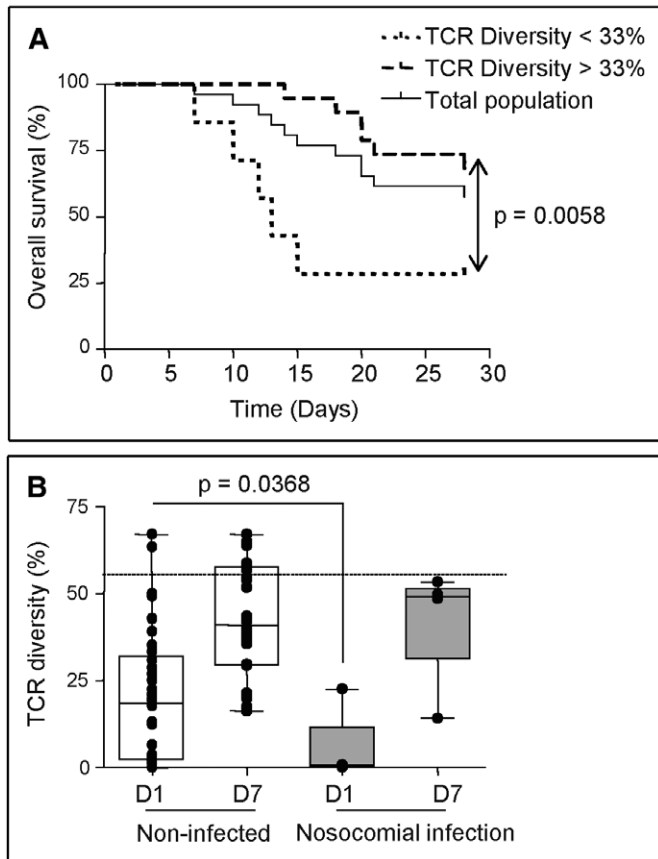 A
TCR Diversity < 33%
TCR Diversity > 33%
Total population
100
75
50
25
0
Overall survival (%)
p = 0.0058
0 5 10 15 20 25 30
Time (Days)
B
p = 0.0368
75
50
25
0
TCR diversity (%)
D1 D7 D1 D7
Non-infected Nosocomial infection